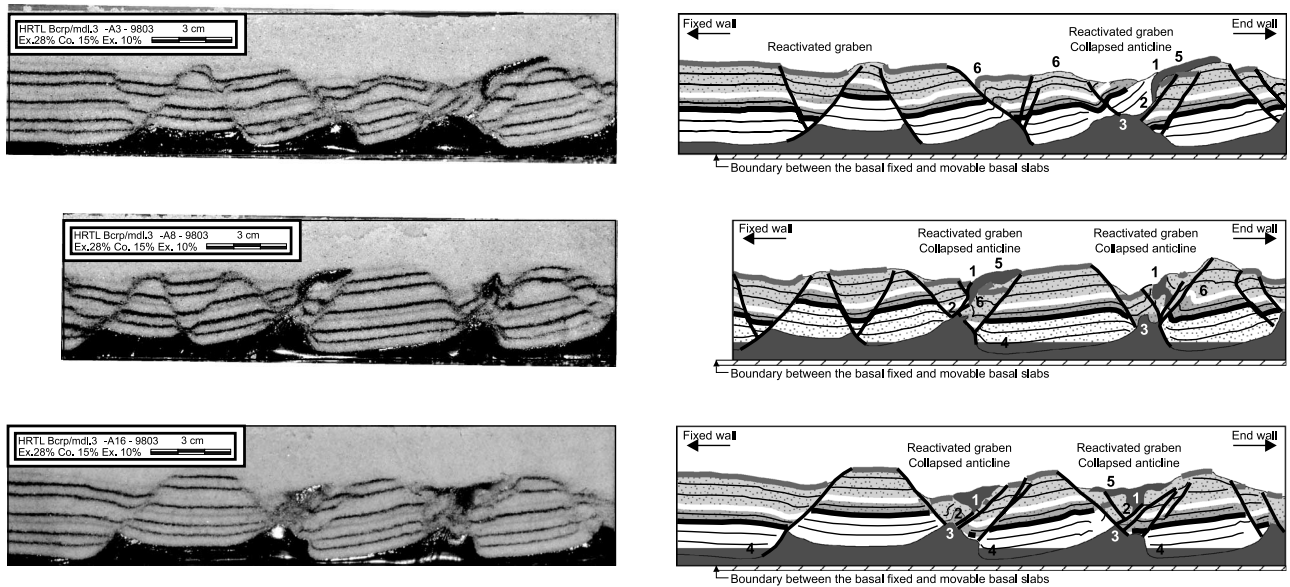 HRTL Bcrp/mdl.3 -A3 - 9803 3 cm
Ex.28% Co. 15% Ex. 10%
Fixed wall
End wall
Reactivated graben
Reactivated graben
Collapsed anticline
6
6
1
5
2
3
Boundary between the basal fixed and movable basal slabs
HRTL Bcrp/mdl.3 -A8 - 9803 3 cm
Ex.28% Co. 15% Ex. 10%
Fixed wall
End wall
Reactivated graben
Collapsed anticline
Reactivated graben
Collapsed anticline
1
5
1
6
6
2
3
4
Boundary between the basal fixed and movable basal slabs
HRTL Bcrp/mdl.3 -A16 - 9803 3 cm
Ex.28% Co. 15% Ex. 10%
Fixed wall
End wall
Reactivated graben
Collapsed anticline
Reactivated graben
Collapsed anticline
5
1
1
2
2
3
3
4
4
Boundary between the basal fixed and movable basal slabs